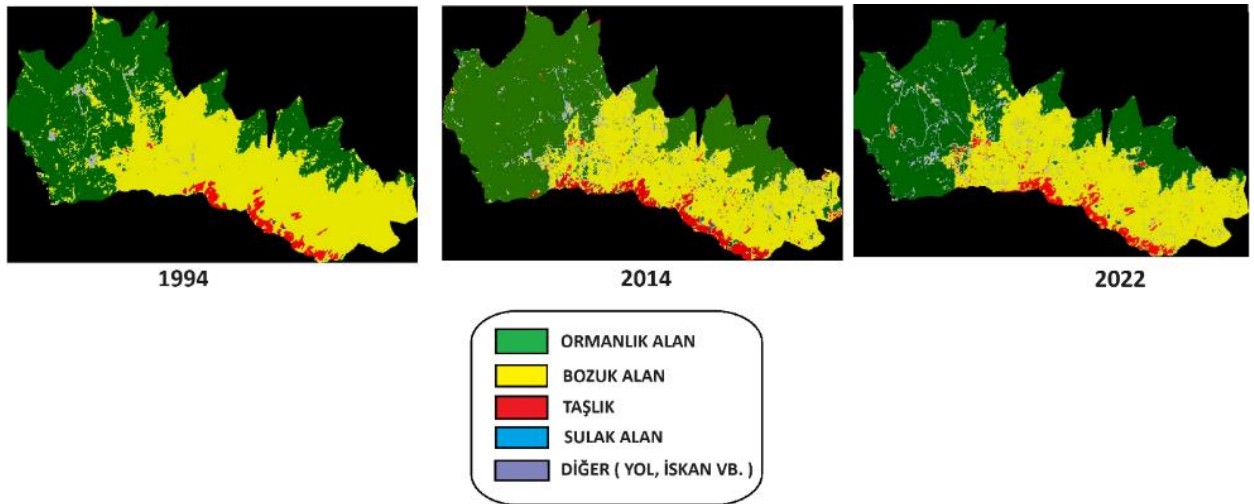 1994
2014
2022
ORMANLIK ALAN
BOZUK ALAN
TAŞLIK
SULAK ALAN
DİĞER ( YOL, İSKAN VB. )